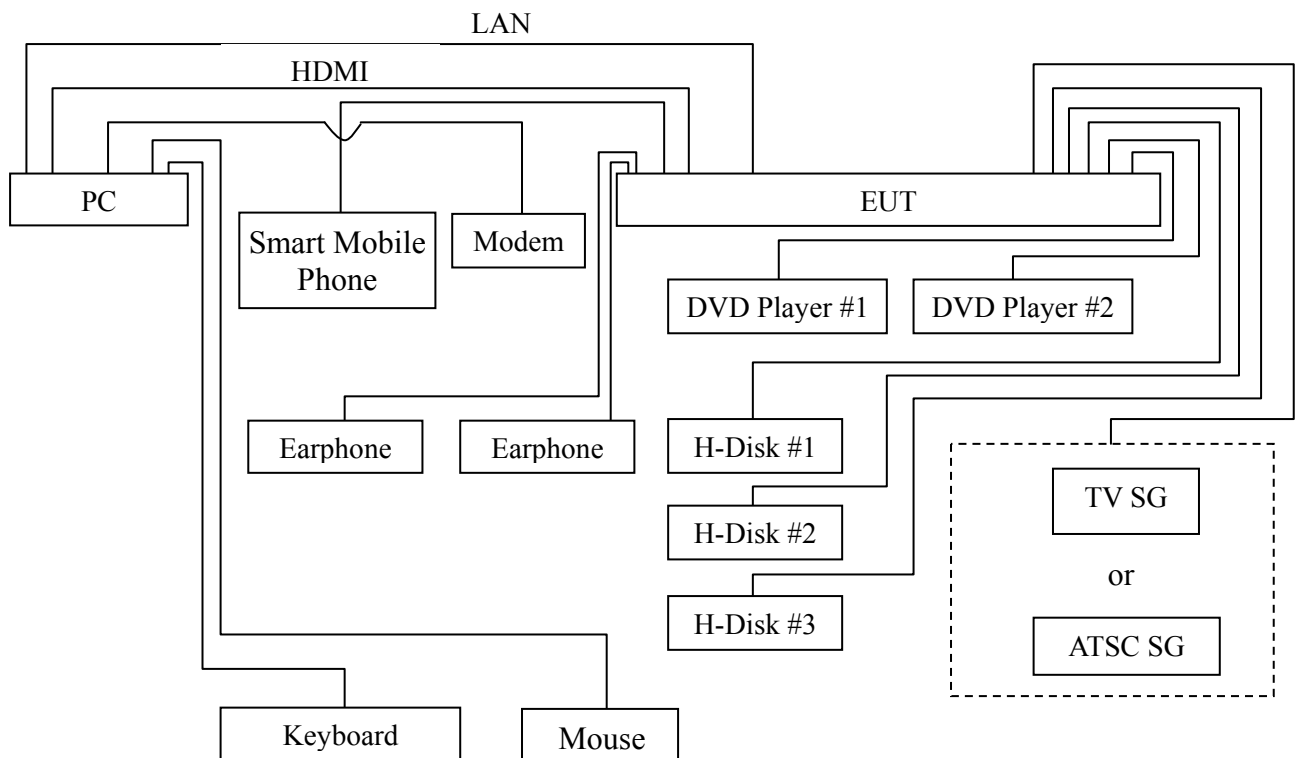 LAN
HDMI
PC
EUT
Smart Mobile
Phone
Modem
DVD Player #1
DVD Player #2
Earphone
Earphone
H-Disk #1
TV SG
H-Disk #2
or
H-Disk #3
ATSC SG
Keyboard
Mouse